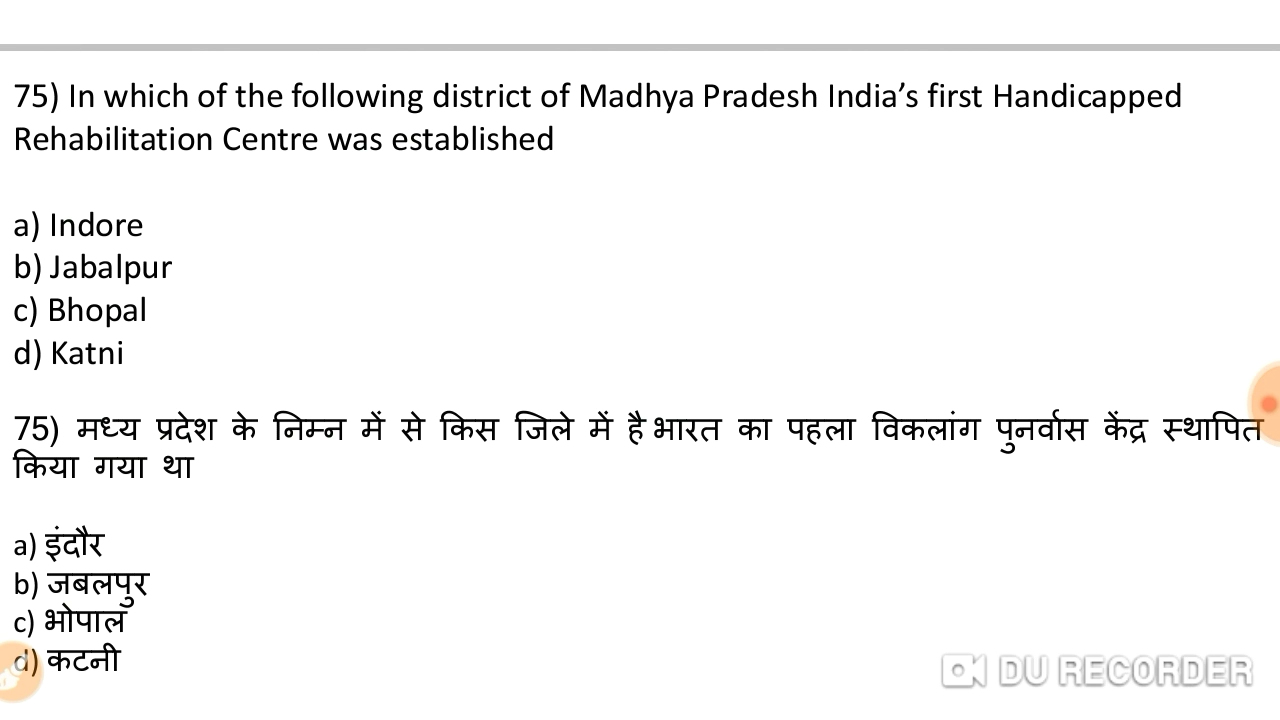 75) In which of the following district of Madhya Pradesh India’s first Handicapped
Rehabilitation Centre was established
a) Indore
b) Jabalpur
c) Bhopal
d) Katni
75) मध्य प्रदेश के निम्न में से किस जिले में है भारत का पहला विकलांग पुनर्वास केंद्र स्थापित
किया गया था
a) इंदौर
b) जबलपुर
c) भोपाल
d) कटनी
DU RECORDER